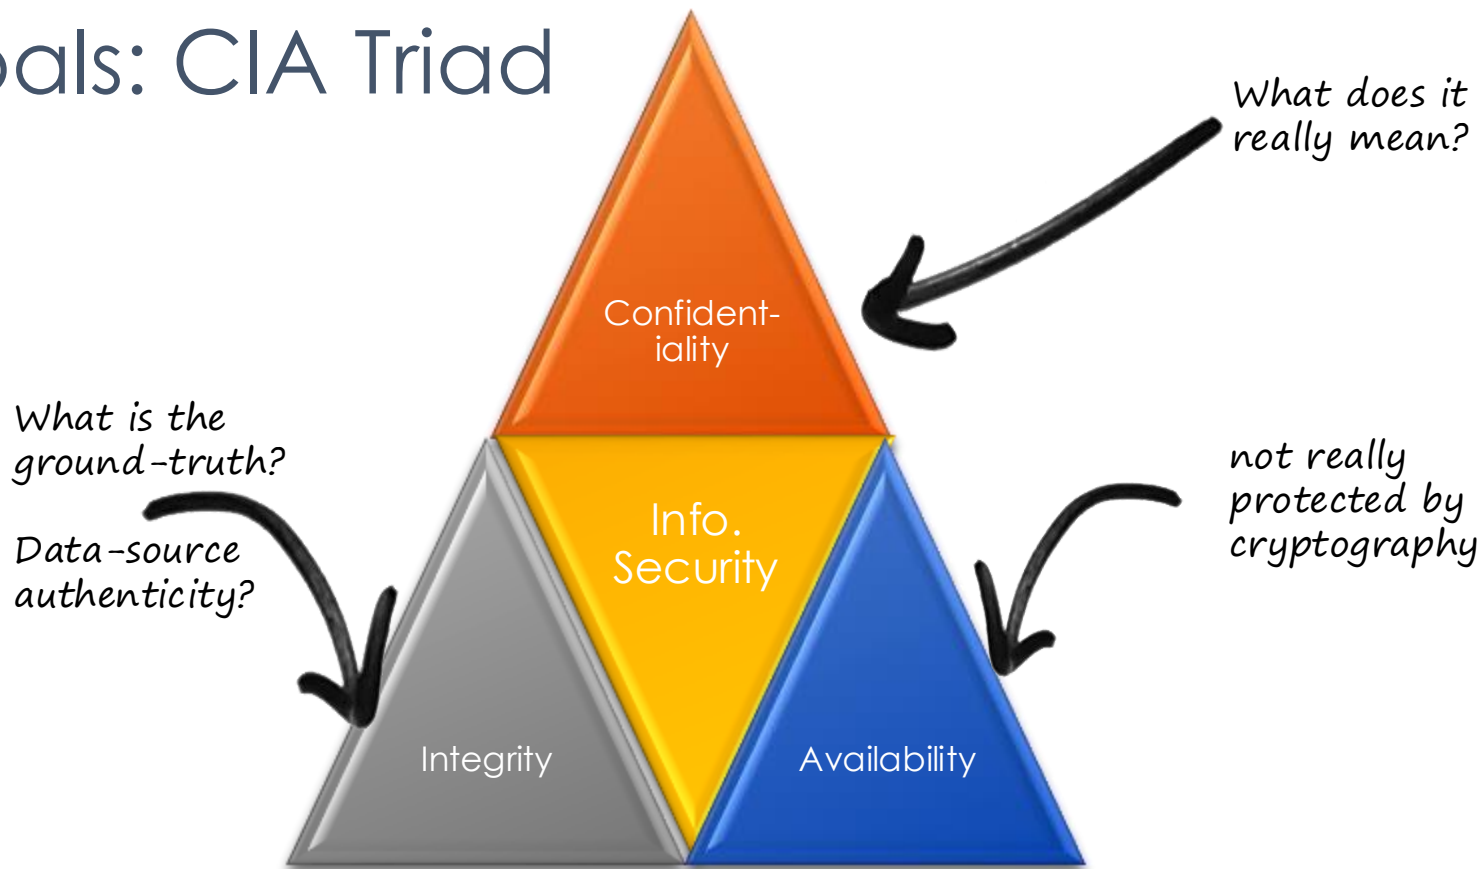 oals: CIA Triad
What does it
really mean?
Confident-
iality
What is the
ground-truth?
Data-source
authenticity?
Info.
Security
not really
protected by
cryptography
Integrity
Availability